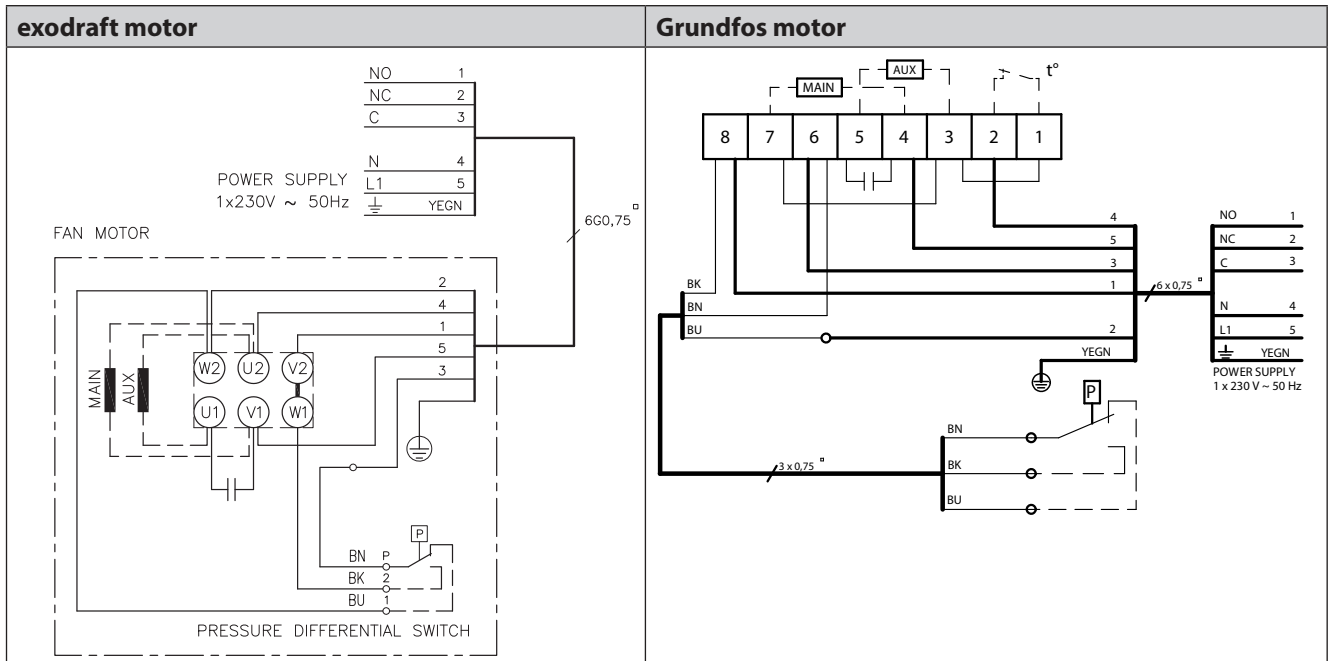 exodraft motor
NO 1
NC 2
C 3
N 4
POWER SUPPLY
L1 5
1x230V ~ 50Hz
YEGN
6G0,75 □
FAN MOTOR
2
4
1
5
3
MAIN
AUX
W2 U2 V2
U1 V1 W1
P
BN P
BK 2
BU 1
PRESSURE DIFFERENTIAL SWITCH
Grundfos motor
AUX
t°
MAIN
8 7 6 5 4 3 2 1
4
5
3
1
BK
BN
BU
2
YEGN
6 x 0,75 □
NO 1
NC 2
C 3
N 4
L1 5
YEGN
POWER SUPPLY
1 x 230 V ~ 50 Hz
P
BN
BK
BU
3 x 0,75 □